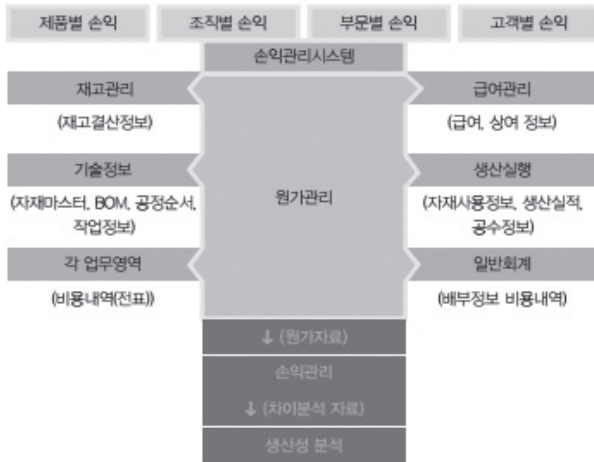 제품별 손익 조직별 손익 부문별 손익 고객별 손익
손익관리시스템
재고관리
(재고결산정보)
기술정보
(자재마스터, BOM, 공정순서,
작업정보)
각 업무영역
(비용내역(전표))
원가관리
급여관리
(급여, 상여 정보)
생산실행
(자재사용정보, 생산실적,
공수정보)
일반회계
(배부정보 비용내역)
↓ (원가자료)
손익관리
↓ (차이분석 자료)
생산성 분석